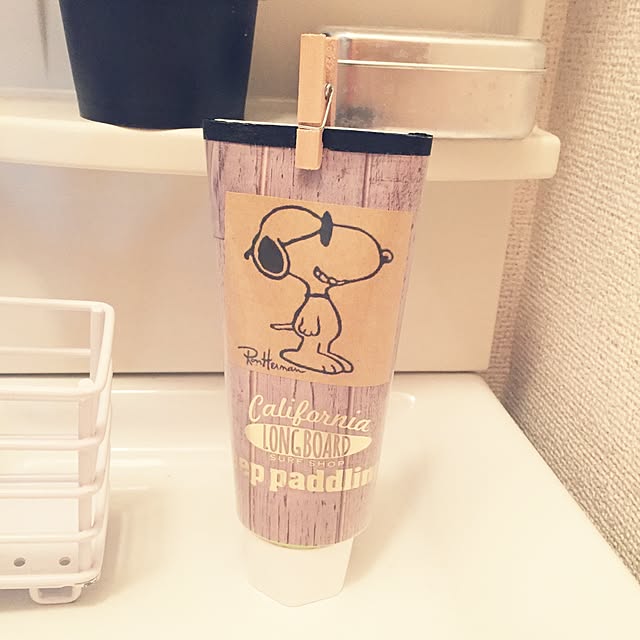 Ron Herman
California
LONGBOARD
SURF SHOP
ep paddlin